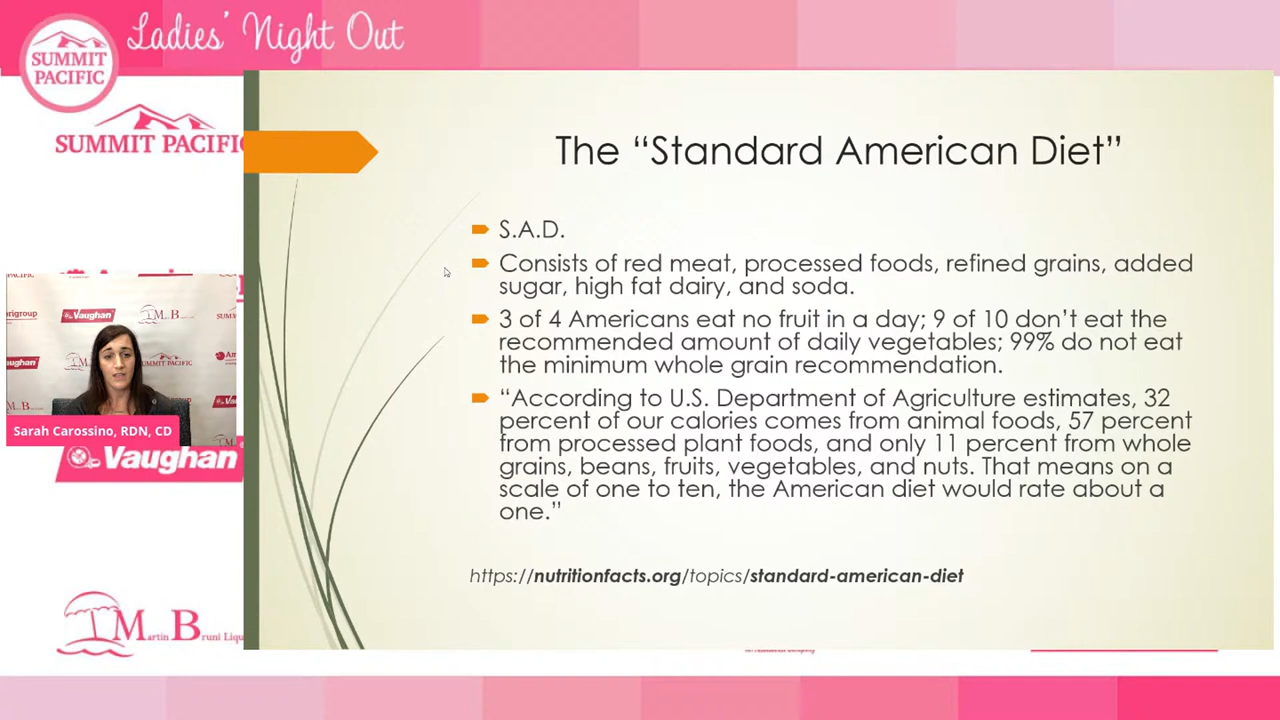 Ladies' Night Out
SUMMIT
PACIFIC
SUMMIT PACIFIC
The “Standard American Diet”
S.A.D.
Consists of red meat, processed foods, refined grains, added
sugar, high fat dairy, and soda.
3 of 4 Americans eat no fruit in a day; 9 of 10 don’t eat the
recommended amount of daily vegetables; 99% do not eat
the minimum whole grain recommendation.
“According to U.S. Department of Agriculture estimates, 32
percent of our calories comes from animal foods, 57 percent
from processed plant foods, and only 11 percent from whole
grains, beans, fruits, vegetables, and nuts. That means on a
scale of one to ten, the American diet would rate about a
one.”
https://nutritionfacts.org/topics/standard-american-diet
Vaughan
SUMMIT PACIFIC
Sarah Carossino, RDN, CD
Vaughan
Martin Bruni Liqu